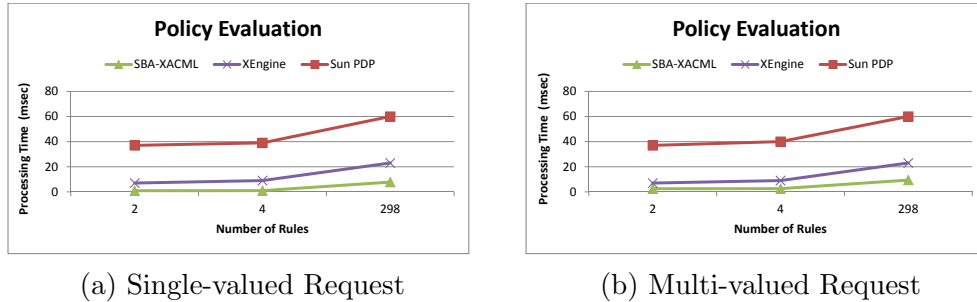 Policy Evaluation
SBA-XACML XEngine Sun PDP
Processing Time (msec)
80
60
40
20
0
2 4 298
Number of Rules
(a) Single-valued Request
Policy Evaluation
SBA-XACML XEngine Sun PDP
Processing Time (msec)
80
60
40
20
0
2 4 298
Number of Rules
(b) Multi-valued Request